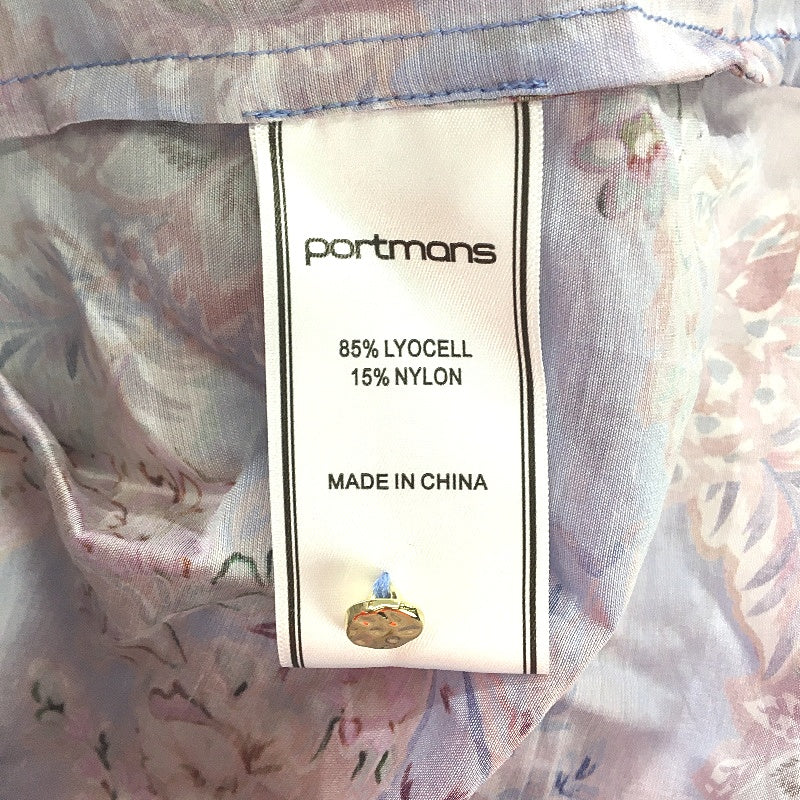 portmans
85% LYOCELL
15% NYLON
MADE IN CHINA